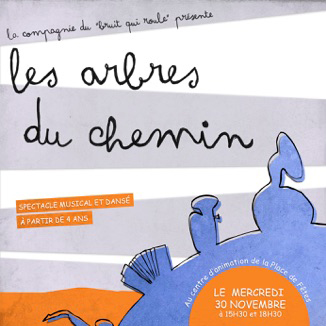 la compagnie du "bruit qui roule" présente
les arbres
du chemin
SPECTACLE MUSICAL ET DANSÉ
À PARTIR DE 4 ANS
Au centre d'animation de la Place de Fêtes
LE MERCREDI
30 NOVEMBRE
à 15H30 et 18H30